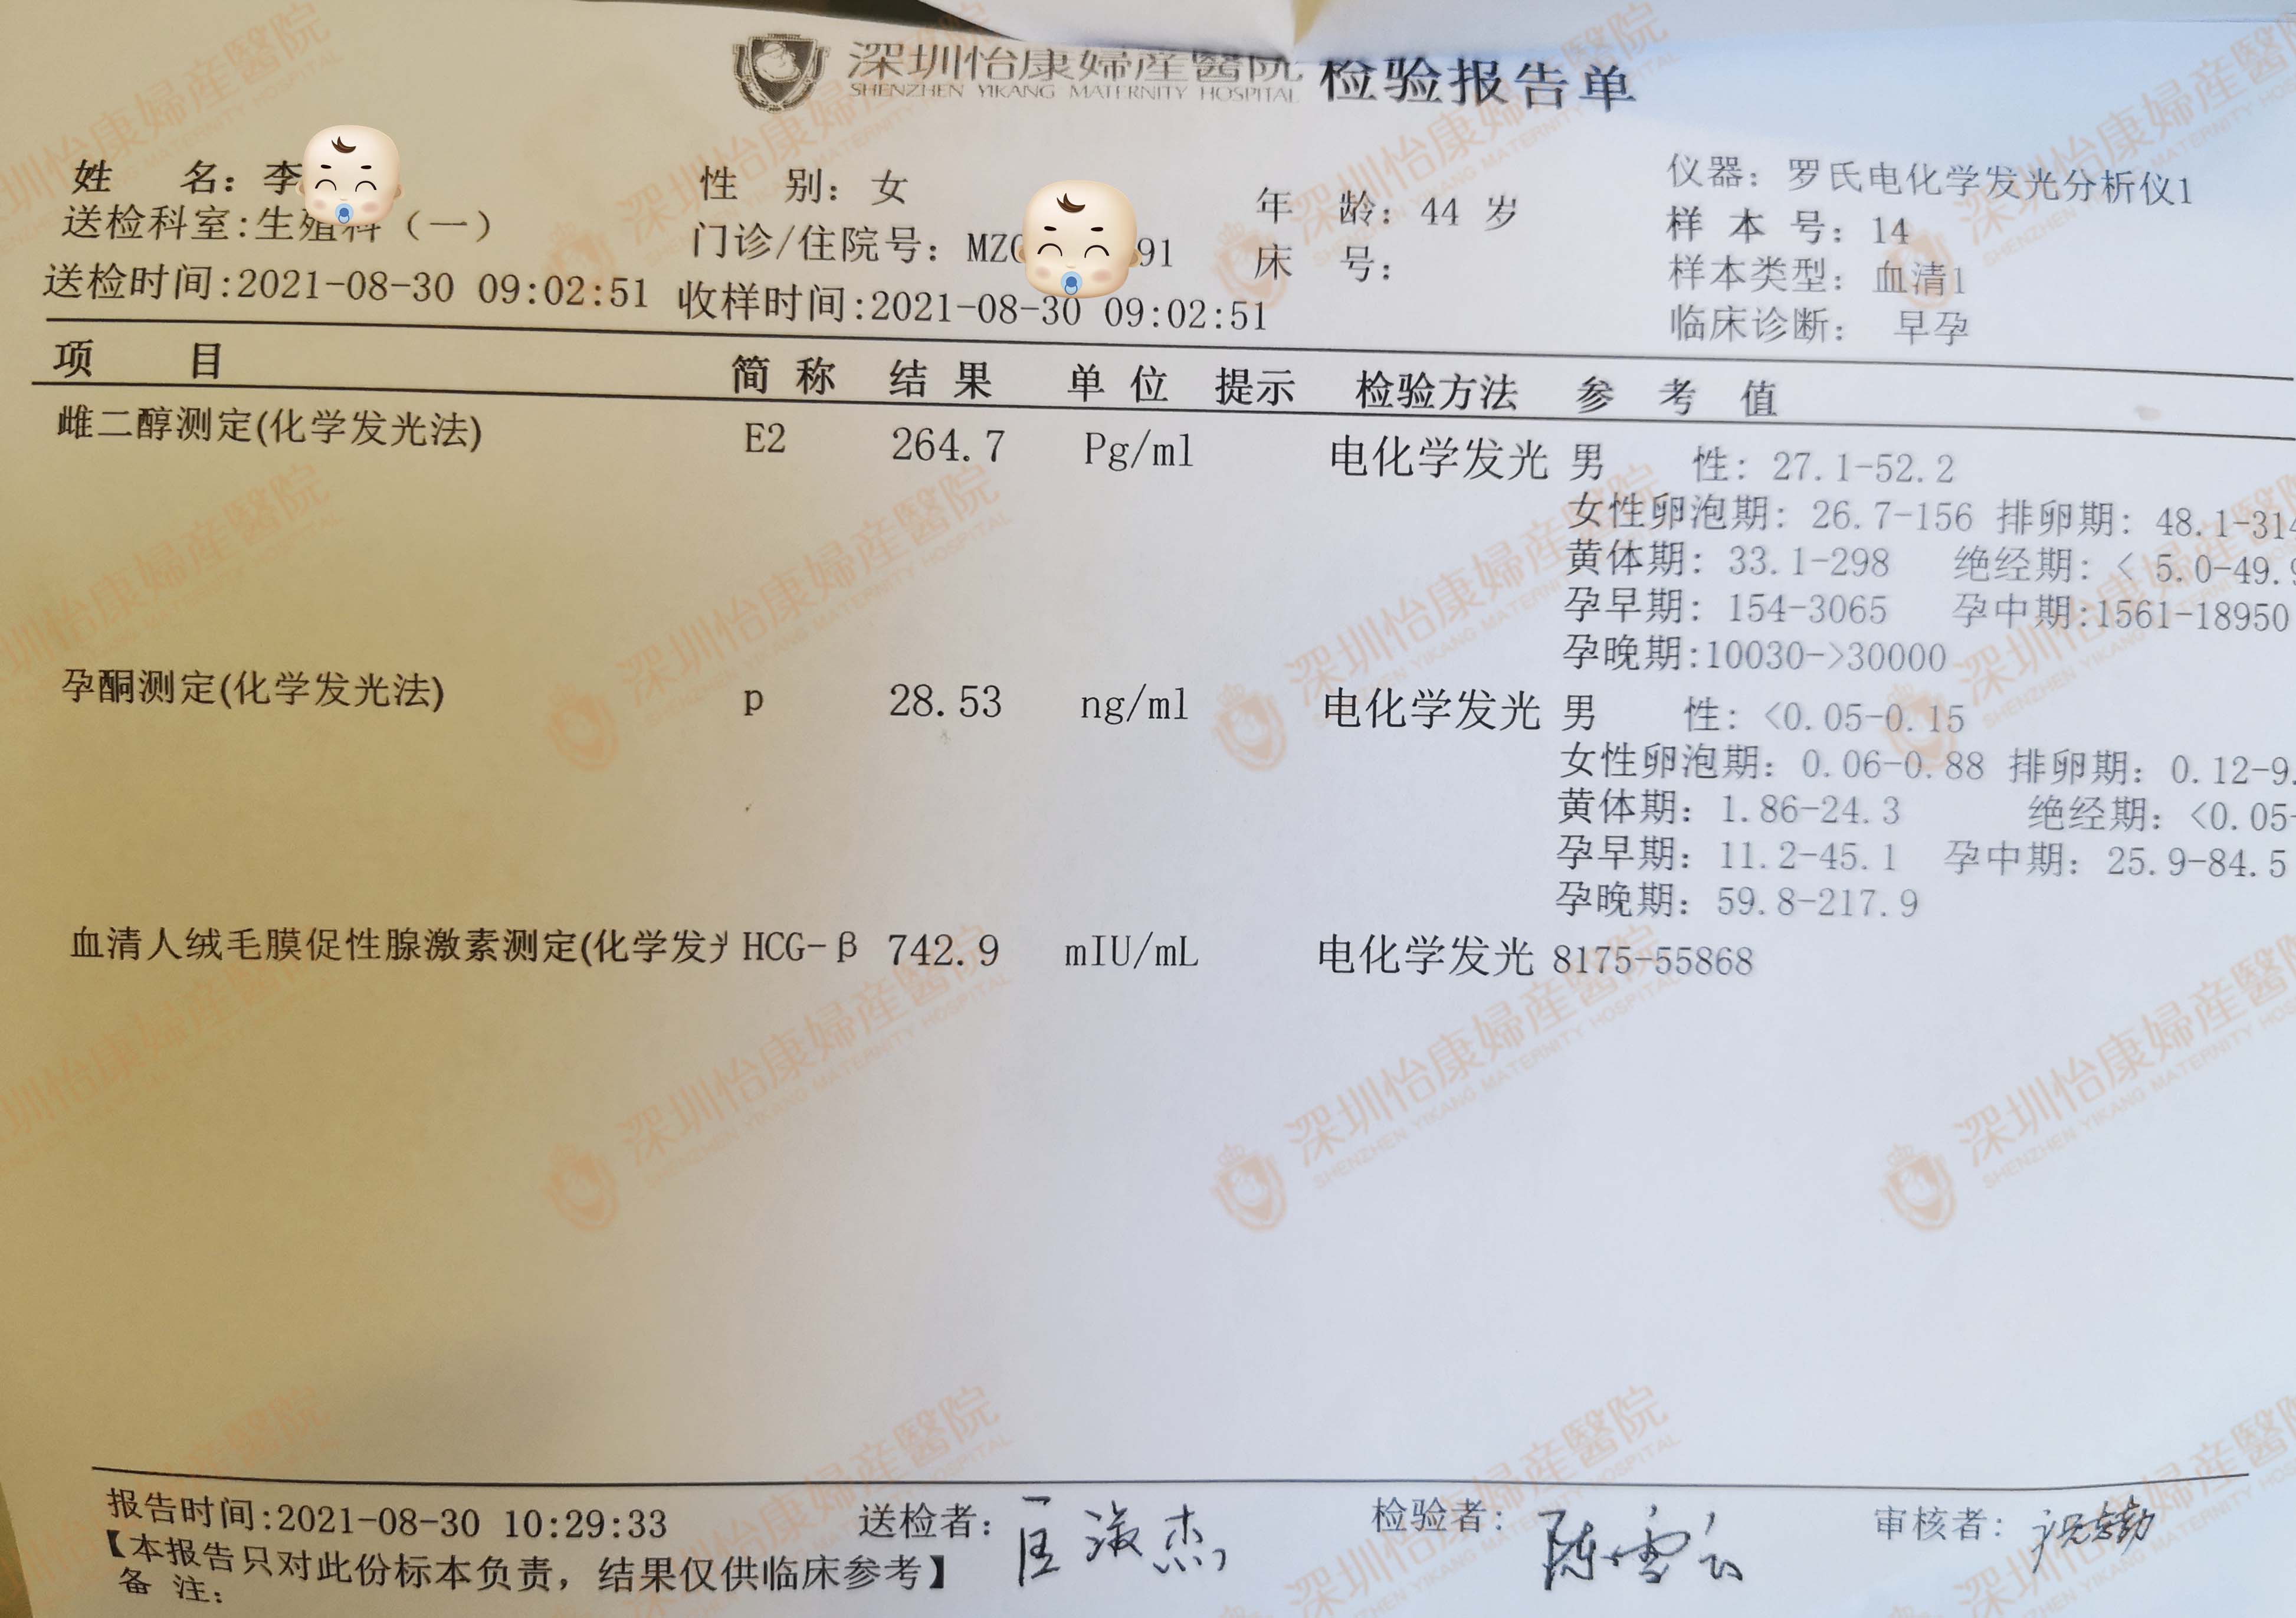 深圳怡康婦産醫院 检验报告单
SHENZHEN YIKANG MATERNITY HOSPITAL
姓 名：李 性 别：女 年 龄：44 岁 仪器：罗氏电化学发光分析仪1
送检科室:生殖科（一） 门诊/住院号：MZ 91 床 号： 样 本 号：14
送检时间:2021-08-30 09:02:51 收样时间:2021-08-30 09:02:51 样本类型：血清1
临床诊断： 早孕
项 目 简 称 结 果 单 位 提示 检验方法 参 考 值
雌二醇测定(化学发光法) E2 264.7 Pg/ml 电化学发光 男 性：27.1-52.2
女性卵泡期：26.7-156 排卵期：48.1-314
黄体期：33.1-298 绝经期：< 5.0-49.9
孕早期：154-3065 孕中期:1561-18950
孕晚期:10030->30000
孕酮测定(化学发光法) p 28.53 ng/ml 电化学发光 男 性：<0.05-0.15
女性卵泡期：0.06-0.88 排卵期：0.12-9.
黄体期：1.86-24.3 绝经期：<0.05-
孕早期：11.2-45.1 孕中期：25.9-84.5
孕晚期：59.8-217.9
血清人绒毛膜促性腺激素测定(化学发 HCG-β 742.9 mIU/mL 电化学发光 8175-55868
报告时间:2021-08-30 10:29:33 送检者： 检验者：陈雪 审核者：
【本报告只对此份标本负责，结果仅供临床参考】
备 注：